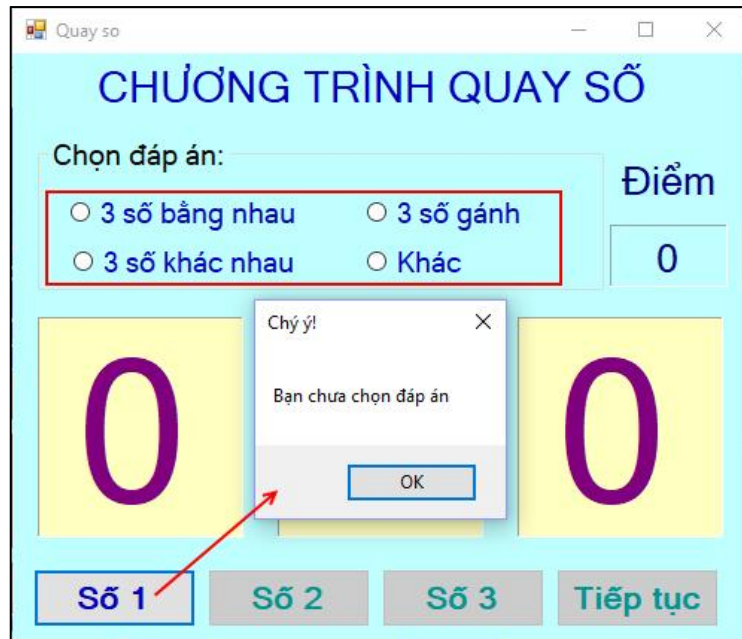 Quay so
CHƯƠNG TRÌNH QUAY SỐ
Chọn đáp án:
3 số bằng nhau
3 số gánh
3 số khác nhau
Khác
Điểm
0
Chý ý!
Bạn chưa chọn đáp án
OK
0
0
Số 1
Số 2
Số 3
Tiếp tục